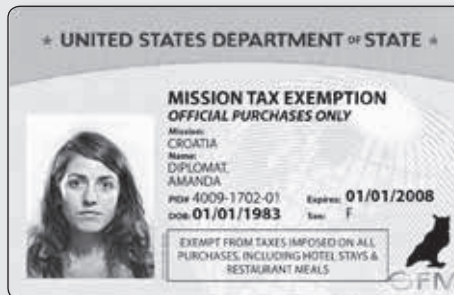 ★ UNITED STATES DEPARTMENT OF STATE ★
MISSION TAX EXEMPTION
OFFICIAL PURCHASES ONLY
Mission:
CROATIA
Name:
DIPLOMAT,
AMANDA
PID# 4009-1702-01 Expires: 01/01/2008
DOB: 01/01/1983 Sex: F
EXEMPT FROM TAXES IMPOSED ON ALL
PURCHASES, INCLUDING HOTEL STAYS &
RESTAURANT MEALS
OFM